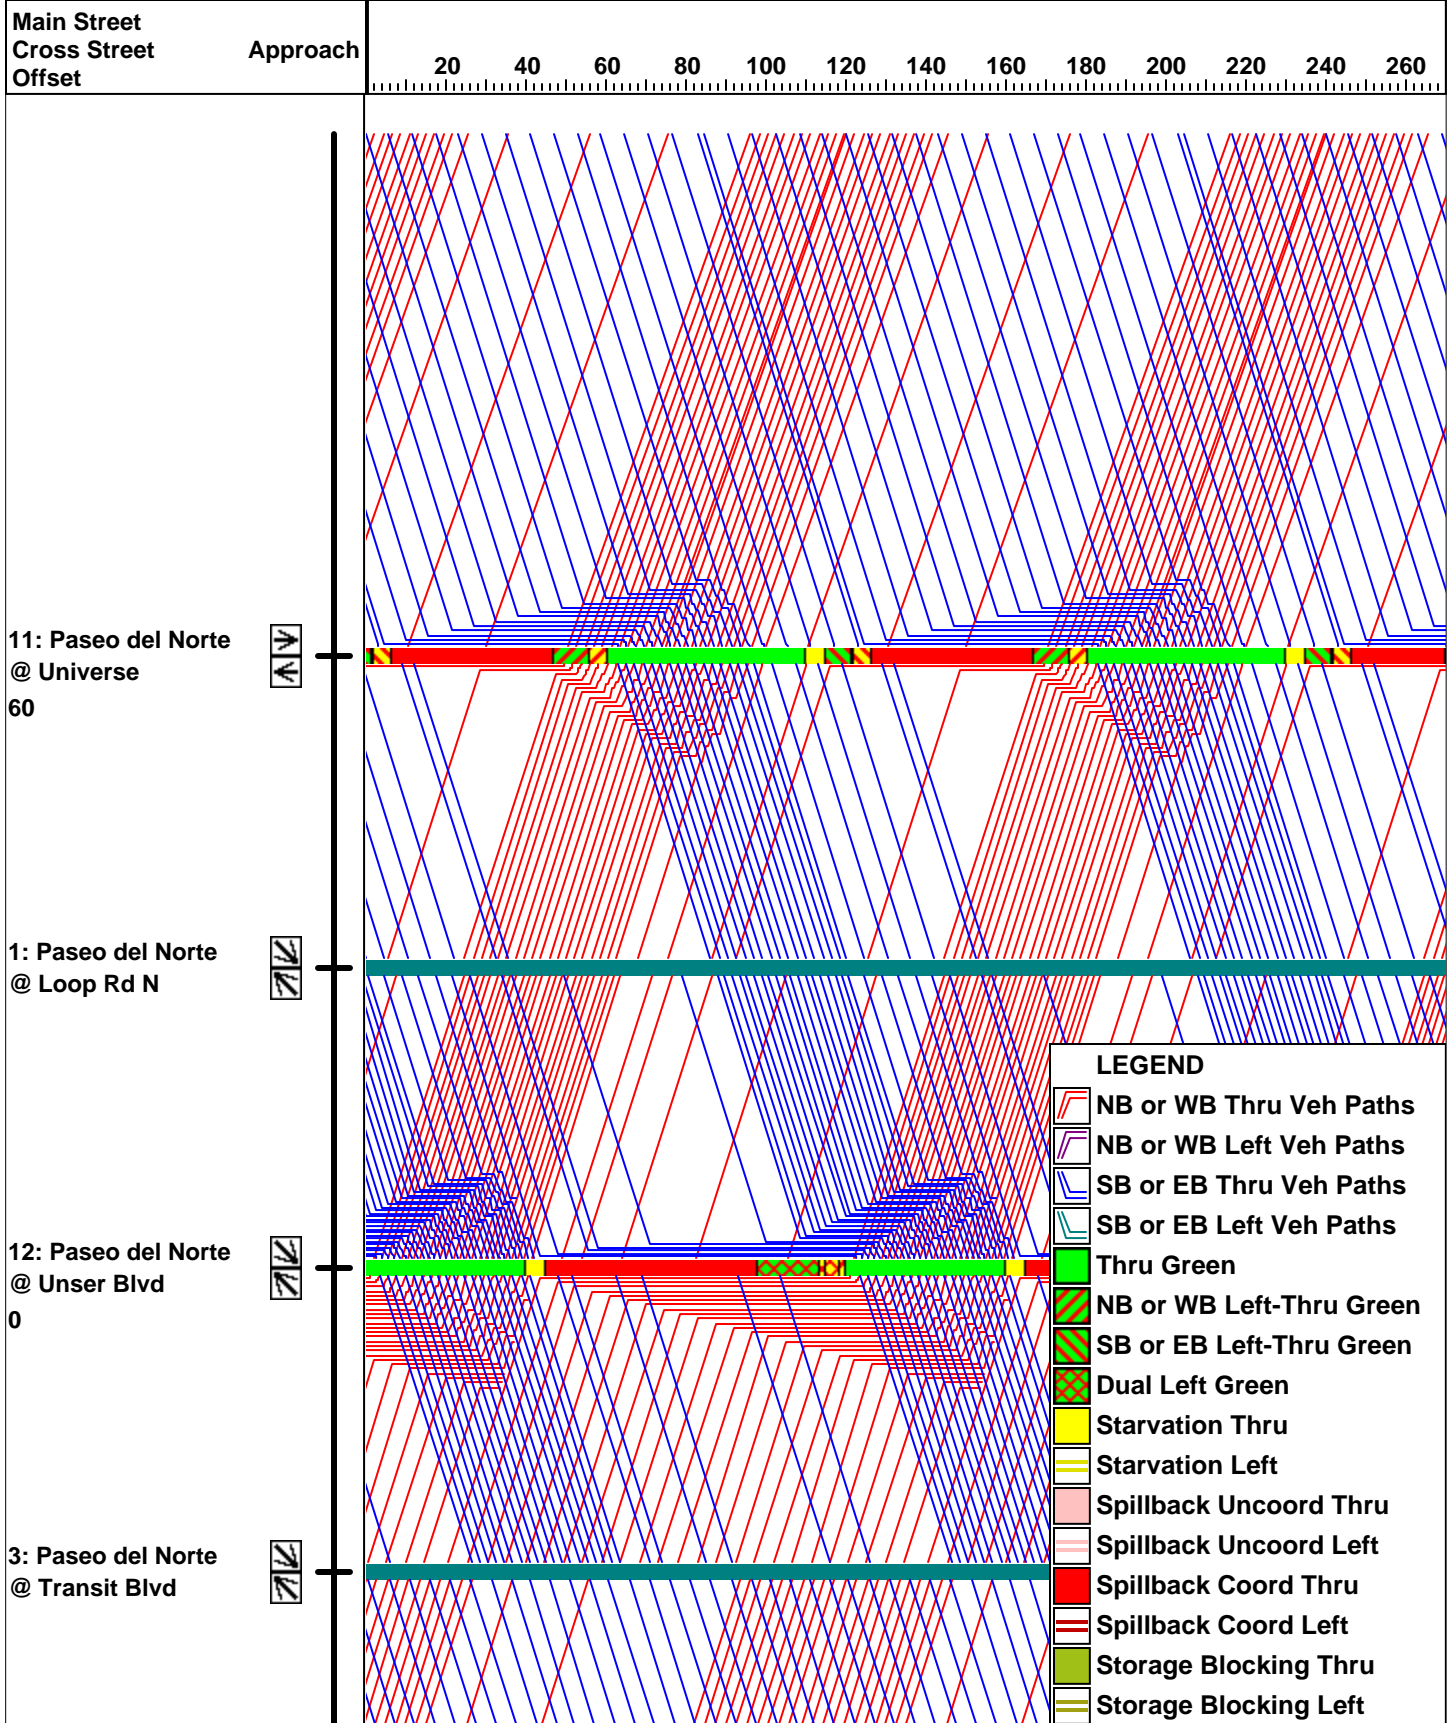 Main Street
Cross Street Approach
Offset
20 40 60 80 100 120 140 160 180 200 220 240 260
11: Paseo del Norte
@ Universe
60
1: Paseo del Norte
@ Loop Rd N
12: Paseo del Norte
@ Unser Blvd
0
3: Paseo del Norte
@ Transit Blvd
LEGEND
NB or WB Thru Veh Paths
NB or WB Left Veh Paths
SB or EB Thru Veh Paths
SB or EB Left Veh Paths
Thru Green
NB or WB Left-Thru Green
SB or EB Left-Thru Green
Dual Left Green
Starvation Thru
Starvation Left
Spillback Uncoord Thru
Spillback Uncoord Left
Spillback Coord Thru
Spillback Coord Left
Storage Blocking Thru
Storage Blocking Left